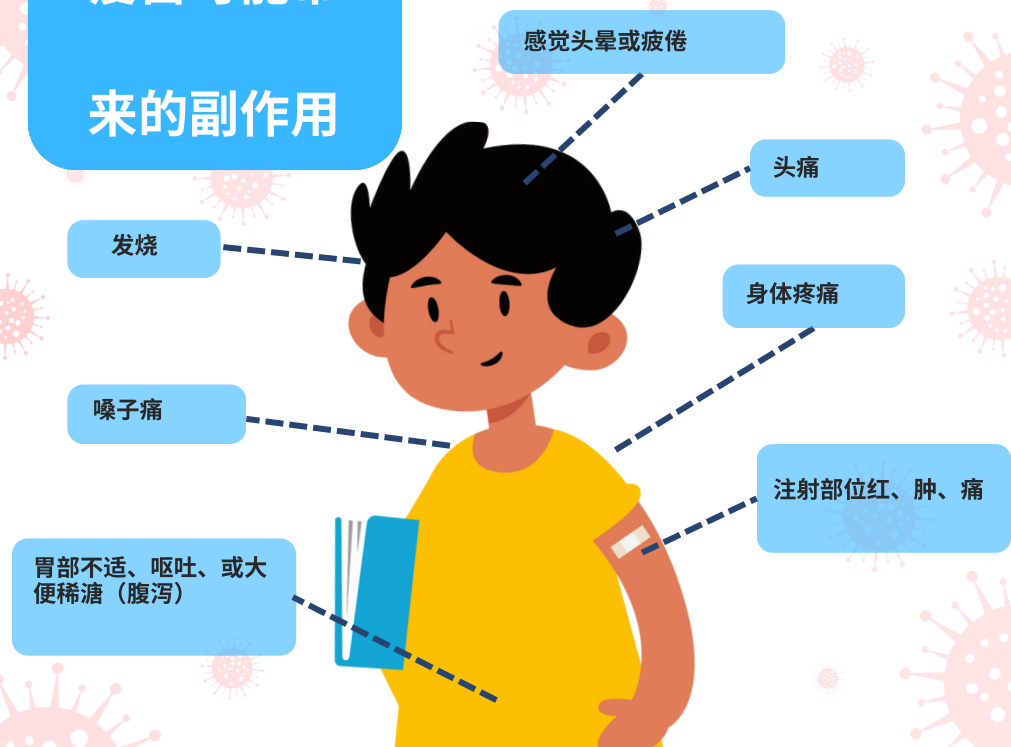 来的副作用
感觉头晕或疲倦
头痛
发烧
身体疼痛
嗓子痛
注射部位红、肿、痛
胃部不适、呕吐、或大
便稀溏（腹泻）